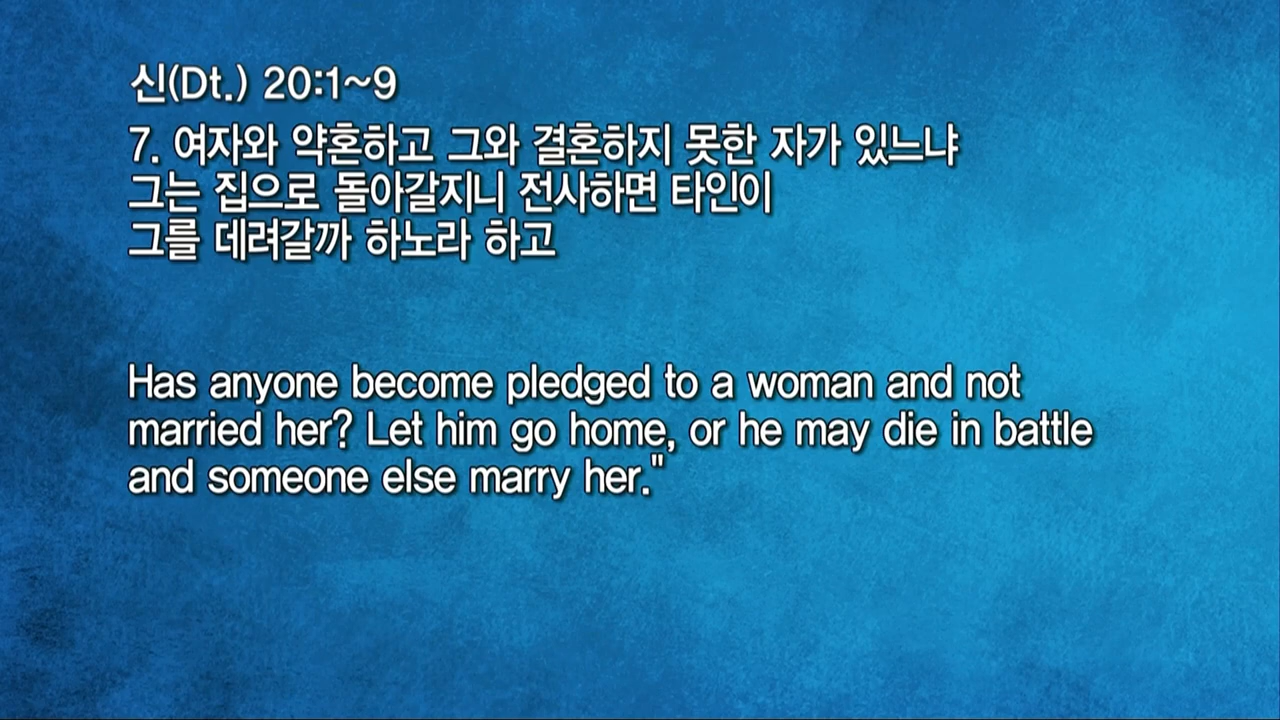 신(Dt.) 20:1~9
7. 여자와 약혼하고 그와 결혼하지 못한 자가 있느냐
그는 집으로 돌아갈지니 전사하면 타인이
그를 데려갈까 하노라 하고
Has anyone become pledged to a woman and not
married her? Let him go home, or he may die in battle
and someone else marry her."